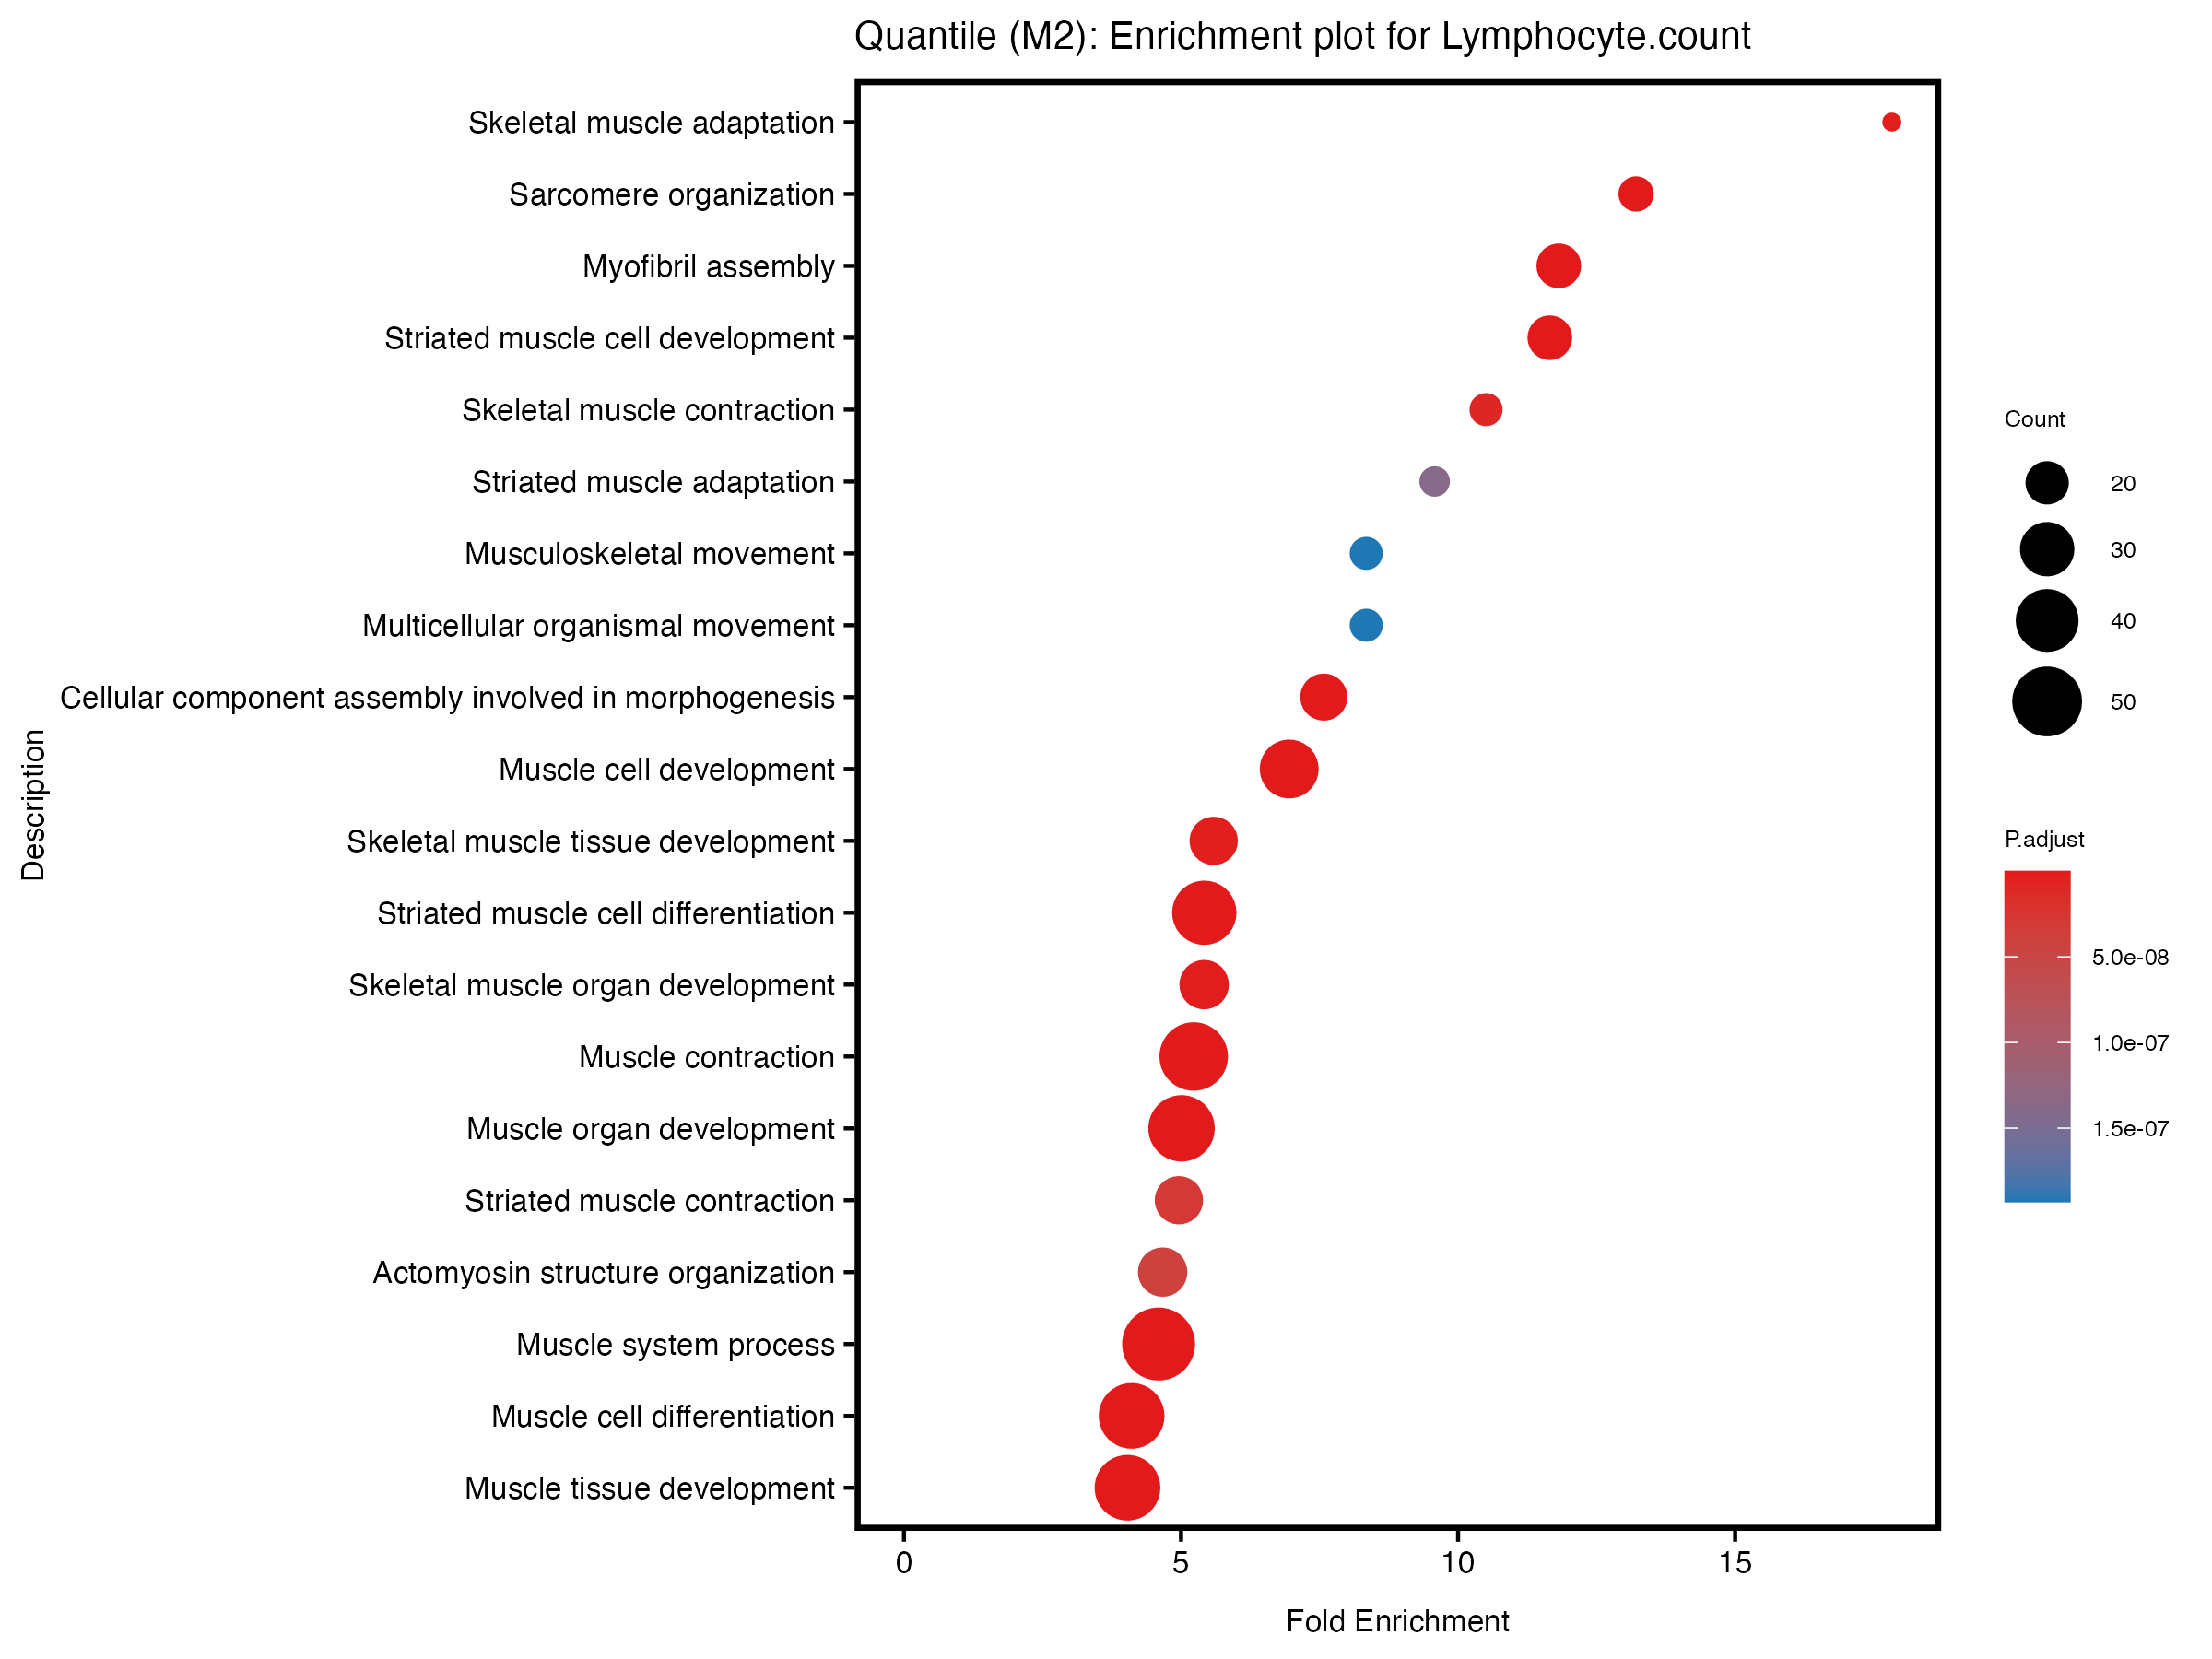 Quantile (M2): Enrichment plot for Lymphocyte.count
Description
Skeletal muscle adaptation
Sarcomere organization
Myofibril assembly
Striated muscle cell development
Skeletal muscle contraction
Striated muscle adaptation
Musculoskeletal movement
Multicellular organismal movement
Cellular component assembly involved in morphogenesis
Muscle cell development
Skeletal muscle tissue development
Striated muscle cell differentiation
Skeletal muscle organ development
Muscle contraction
Muscle organ development
Striated muscle contraction
Actomyosin structure organization
Muscle system process
Muscle cell differentiation
Muscle tissue development
0 5 10 15
Fold Enrichment
Count
20
30
40
50
P.adjust
5.0e-08
1.0e-07
1.5e-07